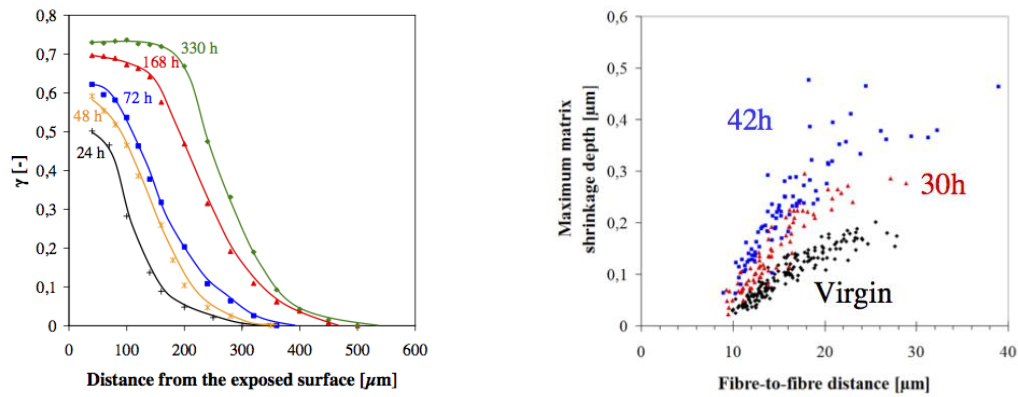 0,8
0,7
0,6
0,5
0,4
0,3
0,2
0,1
0
γ [-]
330 h
168 h
72 h
48 h
24 h
0 100 200 300 400 500 600
Distance from the exposed surface [µm]
0,6
0,5
0,4
0,3
0,2
0,1
0
Maximum matrix
shrinkage depth [µm]
42h
30h
Virgin
0 10 20 30 40
Fibre-to-fibre distance [µm]